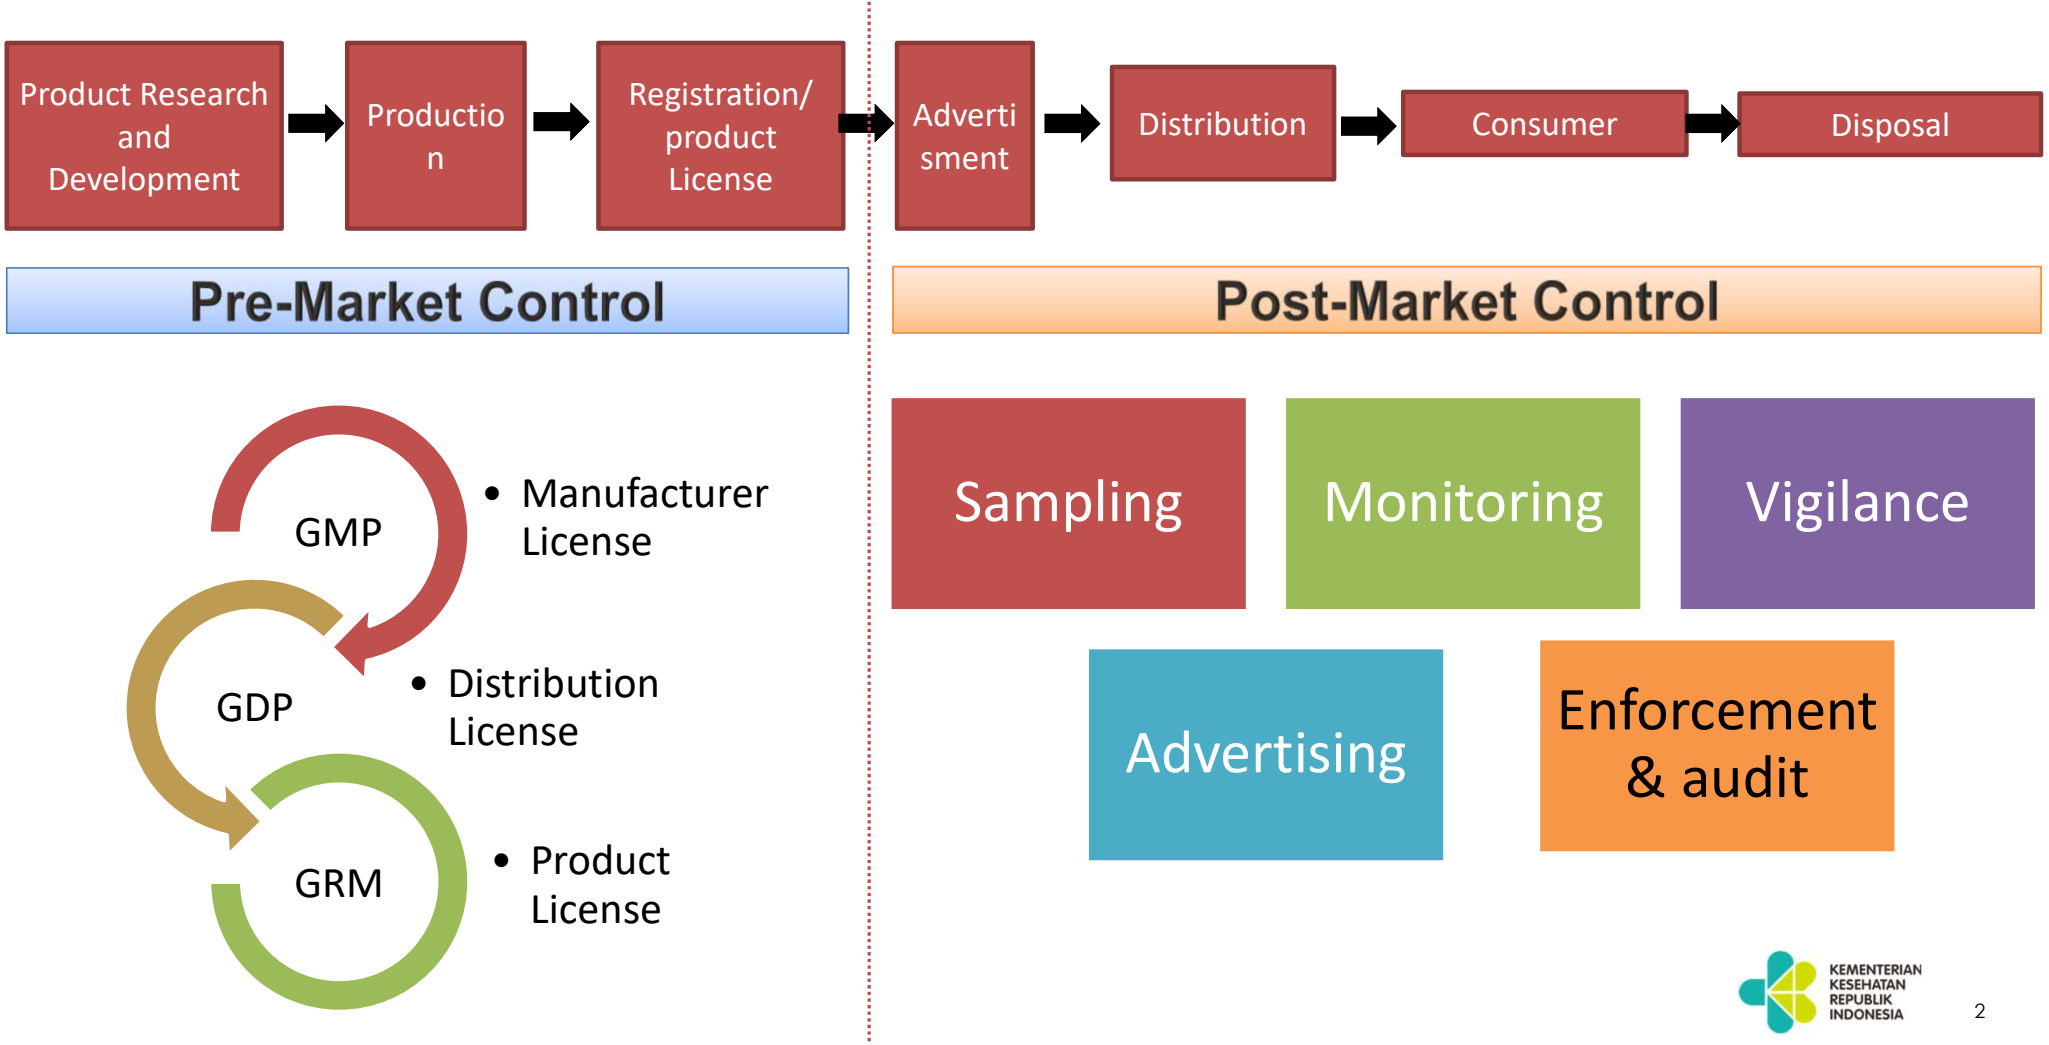 Product Research
and
Development
Productio
n
Registration/
product
License
Adverti
sment
Distribution
Consumer
Disposal
Pre-Market Control
Post-Market Control
GMP
• Manufacturer
License
GDP
• Distribution
License
GRM
• Product
License
Sampling
Monitoring
Vigilance
Advertising
Enforcement
& audit
KEMENTERIAN
KESEHATAN
REPUBLIK
INDONESIA
2